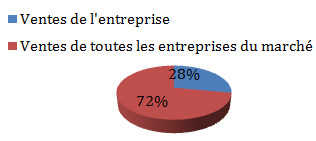 Ventes de l'entreprise
Ventes de toutes les entreprises du marché
28%
72%